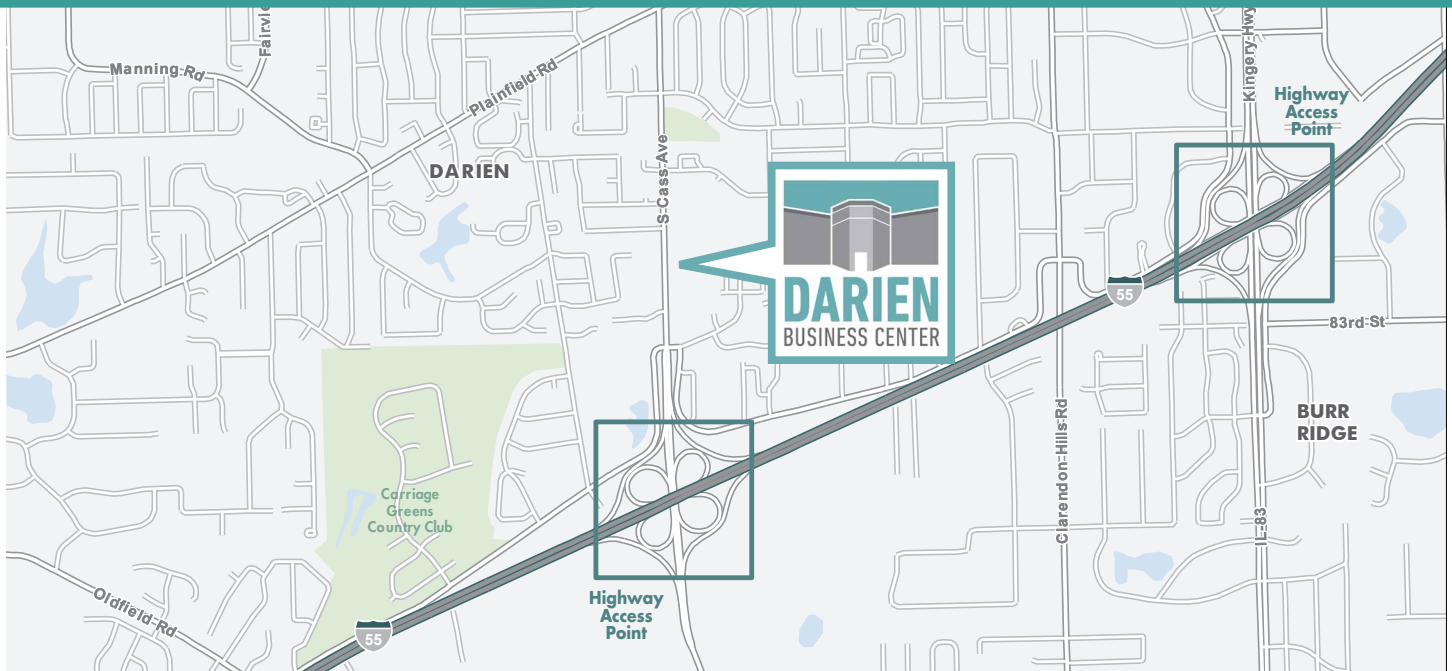 Fairvie
Manning Rd
Plainfield Rd
DARIEN
S Cass Ave
Kingery Hwy
Highway
Access
Point
DARIEN
BUSINESS CENTER
55
83rd St
BURR
RIDGE
Clarendon Hills Rd
IL-83
Carriage
Greens
Country Club
Oldfield Rd
55
Highway
Access
Point